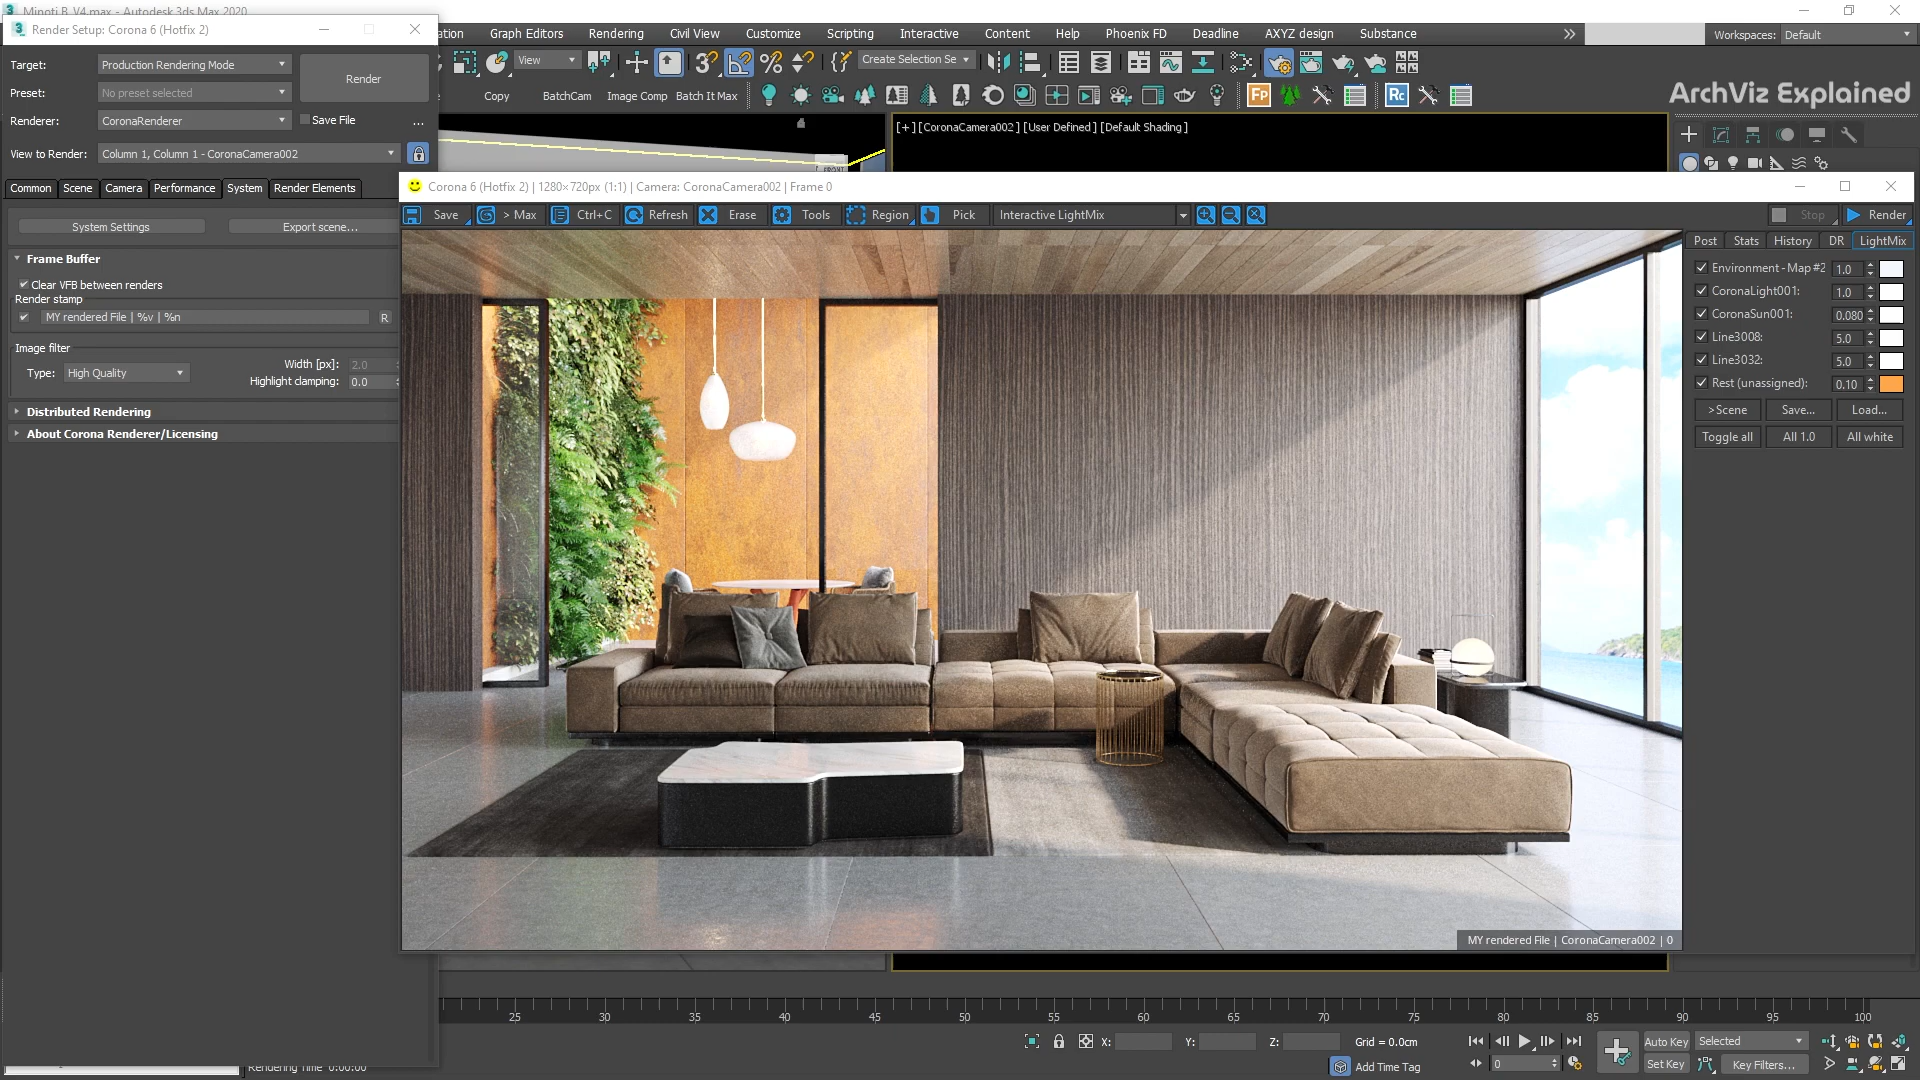 Minoti B_V4.max - Autodesk 3ds Max 2020
Render Setup: Corona 6 (Hotfix 2)
Graph Editors Rendering Civil View Customize Scripting Interactive Content Help Phoenix FD Deadline AXYZ design Substance
Workspaces: Default
Target: Production Rendering Mode
Render
Preset: No preset selected
Renderer: CoronaRenderer
Save File ...
View to Render: Column 1, Column 1 - CoronaCamera002
View
Create Selection Se
Copy BatchCam Image Comp Batch It Max
Fp
Rc
ArchViz Explained
[+] [CoronaCamera002] [User Defined] [Default Shading]
Common Scene Camera Performance System Render Elements
System Settings
Export scene...
Frame Buffer
Clear VFB between renders
Render stamp
MY rendered File | %v | %n
R
Image filter
Type: High Quality
Width [px]: 2.0
Highlight clamping: 0.0
Distributed Rendering
About Corona Renderer/Licensing
Corona 6 (Hotfix 2) | 1280×720px (1:1) | Camera: CoronaCamera002 | Frame 0
Save > Max Ctrl+C Refresh Erase Tools Region Pick Interactive LightMix
Stop Render
Post Stats History DR LightMix
Environment - Map #2 1.0
CoronaLight001: 1.0
CoronaSun001: 0.080
Line3008: 5.0
Line3032: 5.0
Rest (unassigned): 0.10
>Scene Save... Load...
Toggle all All 1.0 All white
MY rendered File | CoronaCamera002 | 0
25 30 35 40 45 50 55 60 65 70 75 80 85 90 95 100
X: Y: Z: Grid = 0.0cm
Auto Key Selected
Add Time Tag
0
Set Key Key Filters...
Rendering Time 0:00:00